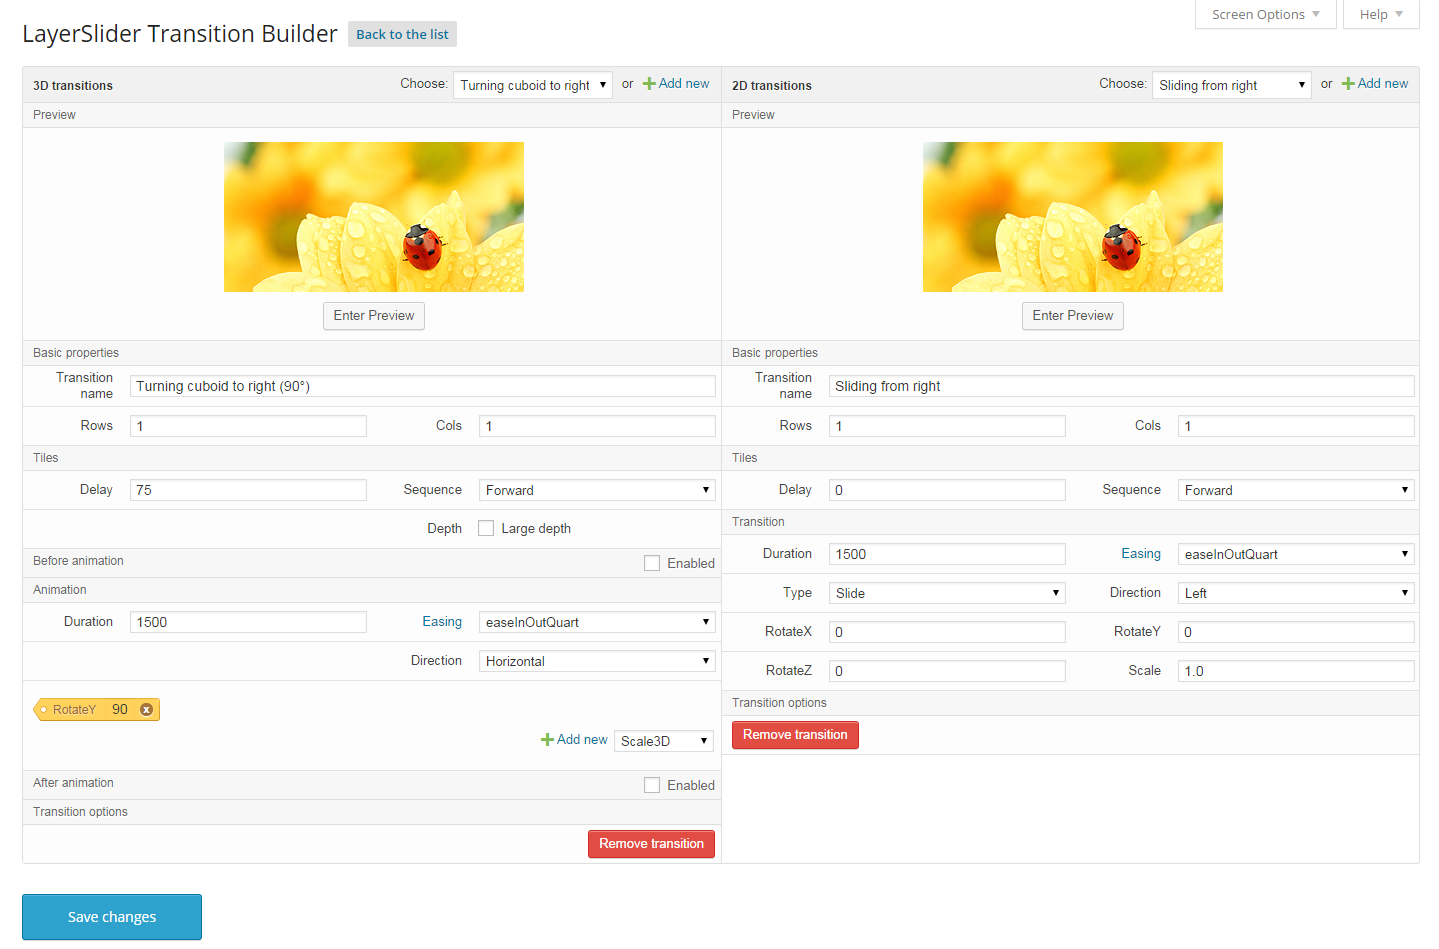 Screen Options
Help
LayerSlider Transition Builder
Back to the list
3D transitions
Choose: Turning cuboid to right or Add new
Preview
Enter Preview
Basic properties
Transition name
Turning cuboid to right (90°)
Rows 1 Cols 1
Tiles
Delay 75 Sequence Forward
Depth Large depth
Before animation Enabled
Animation
Duration 1500 Easing easeInOutQuart
Direction Horizontal
RotateY 90 x
Add new Scale3D
After animation Enabled
Transition options
Remove transition
2D transitions
Choose: Sliding from right or Add new
Preview
Enter Preview
Basic properties
Transition name
Sliding from right
Rows 1 Cols 1
Tiles
Delay 0 Sequence Forward
Transition
Duration 1500 Easing easeInOutQuart
Type Slide Direction Left
RotateX 0 RotateY 0
RotateZ 0 Scale 1.0
Transition options
Remove transition
Save changes